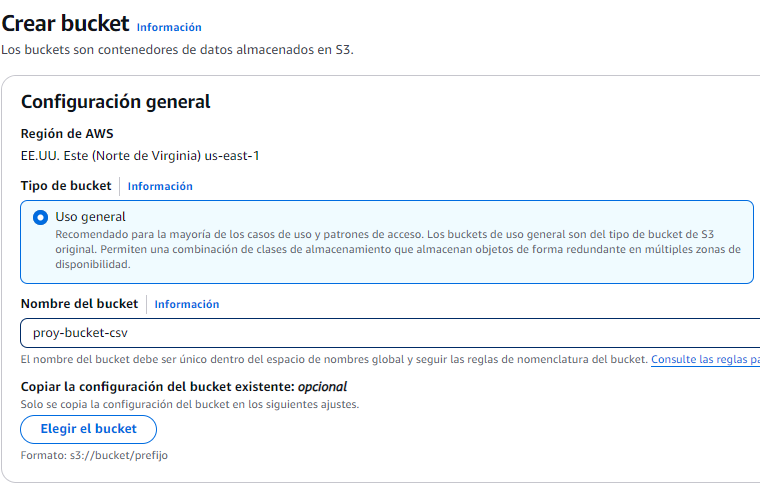 Crear bucket Información
Los buckets son contenedores de datos almacenados en S3.
Configuración general
Región de AWS
EE.UU. Este (Norte de Virginia) us-east-1
Tipo de bucket Información
Uso general
Recomendado para la mayoría de los casos de uso y patrones de acceso. Los buckets de uso general son del tipo de bucket de S3
original. Permiten una combinación de clases de almacenamiento que almacenan objetos de forma redundante en múltiples zonas de
disponibilidad.
Nombre del bucket Información
proy-bucket-csv
El nombre del bucket debe ser único dentro del espacio de nombres global y seguir las reglas de nomenclatura del bucket. Consulte las reglas
Copiar la configuración del bucket existente: opcional
Solo se copia la configuración del bucket en los siguientes ajustes.
Elegir el bucket
Formato: s3://bucket/prefijo